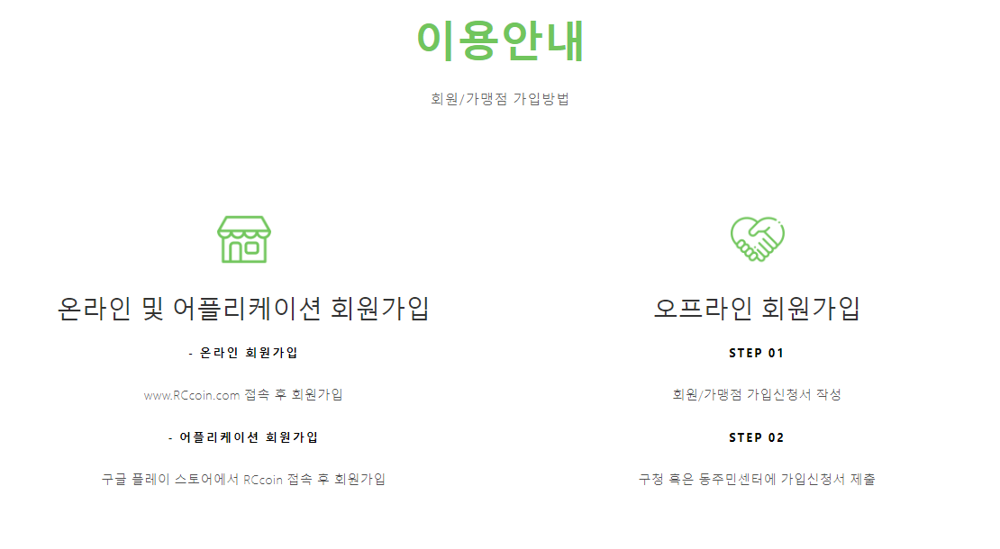 이용안내
회원/가맹점 가입방법
온라인 및 어플리케이션 회원가입
- 온라인 회원가입
www.RCcoin.com 접속 후 회원가입
- 어플리케이션 회원가입
구글 플레이 스토어에서 RCcoin 접속 후 회원가입
오프라인 회원가입
STEP 01
회원/가맹점 가입신청서 작성
STEP 02
구청 혹은 동주민센터에 가입신청서 제출